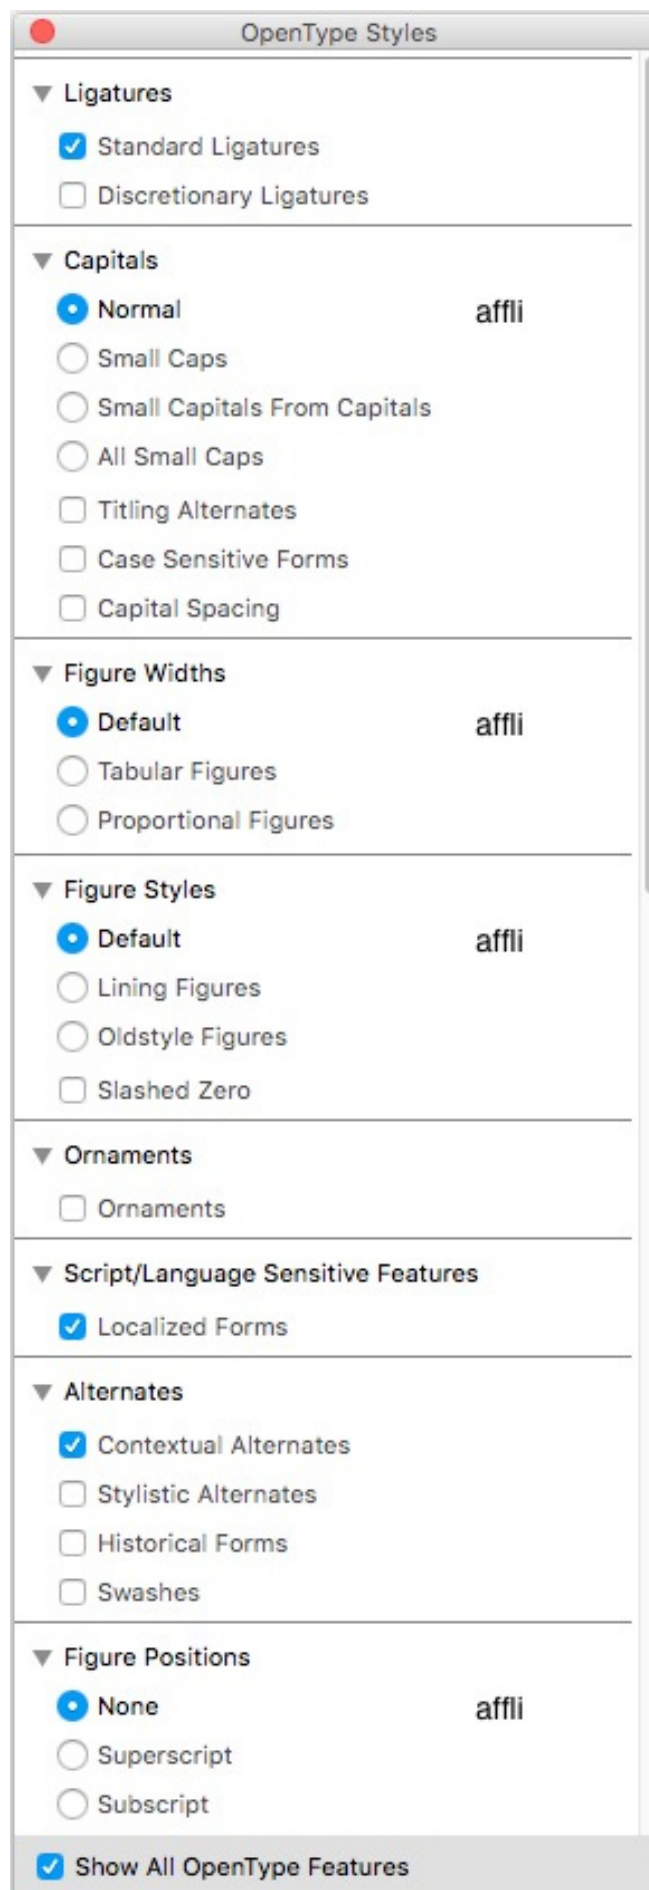 OpenType Styles
Ligatures
Standard Ligatures
Discretionary Ligatures
Capitals
Normal affli
Small Caps
Small Capitals From Capitals
All Small Caps
Titling Alternates
Case Sensitive Forms
Capital Spacing
Figure Widths
Default affli
Tabular Figures
Proportional Figures
Figure Styles
Default affli
Lining Figures
Oldstyle Figures
Slashed Zero
Ornaments
Ornaments
Script/Language Sensitive Features
Localized Forms
Alternates
Contextual Alternates
Stylistic Alternates
Historical Forms
Swashes
Figure Positions
None affli
Superscript
Subscript
Show All OpenType Features